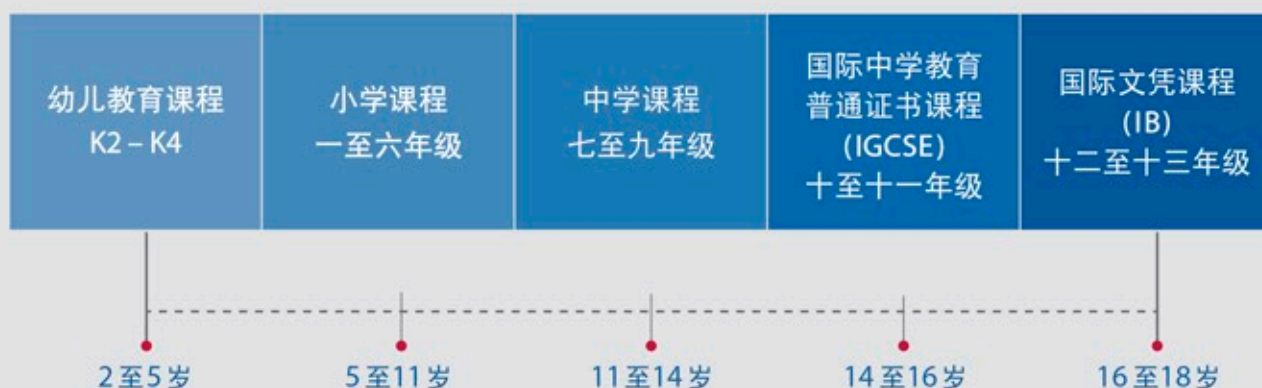 幼儿教育课程
K2 – K4
小学课程
一至六年级
中学课程
七至九年级
国际中学教育
普通证书课程
(IGCSE)
十至十一年级
国际文凭课程
(IB)
十二至十三年级
2至5岁
5至11岁
11至14岁
14至16岁
16至18岁